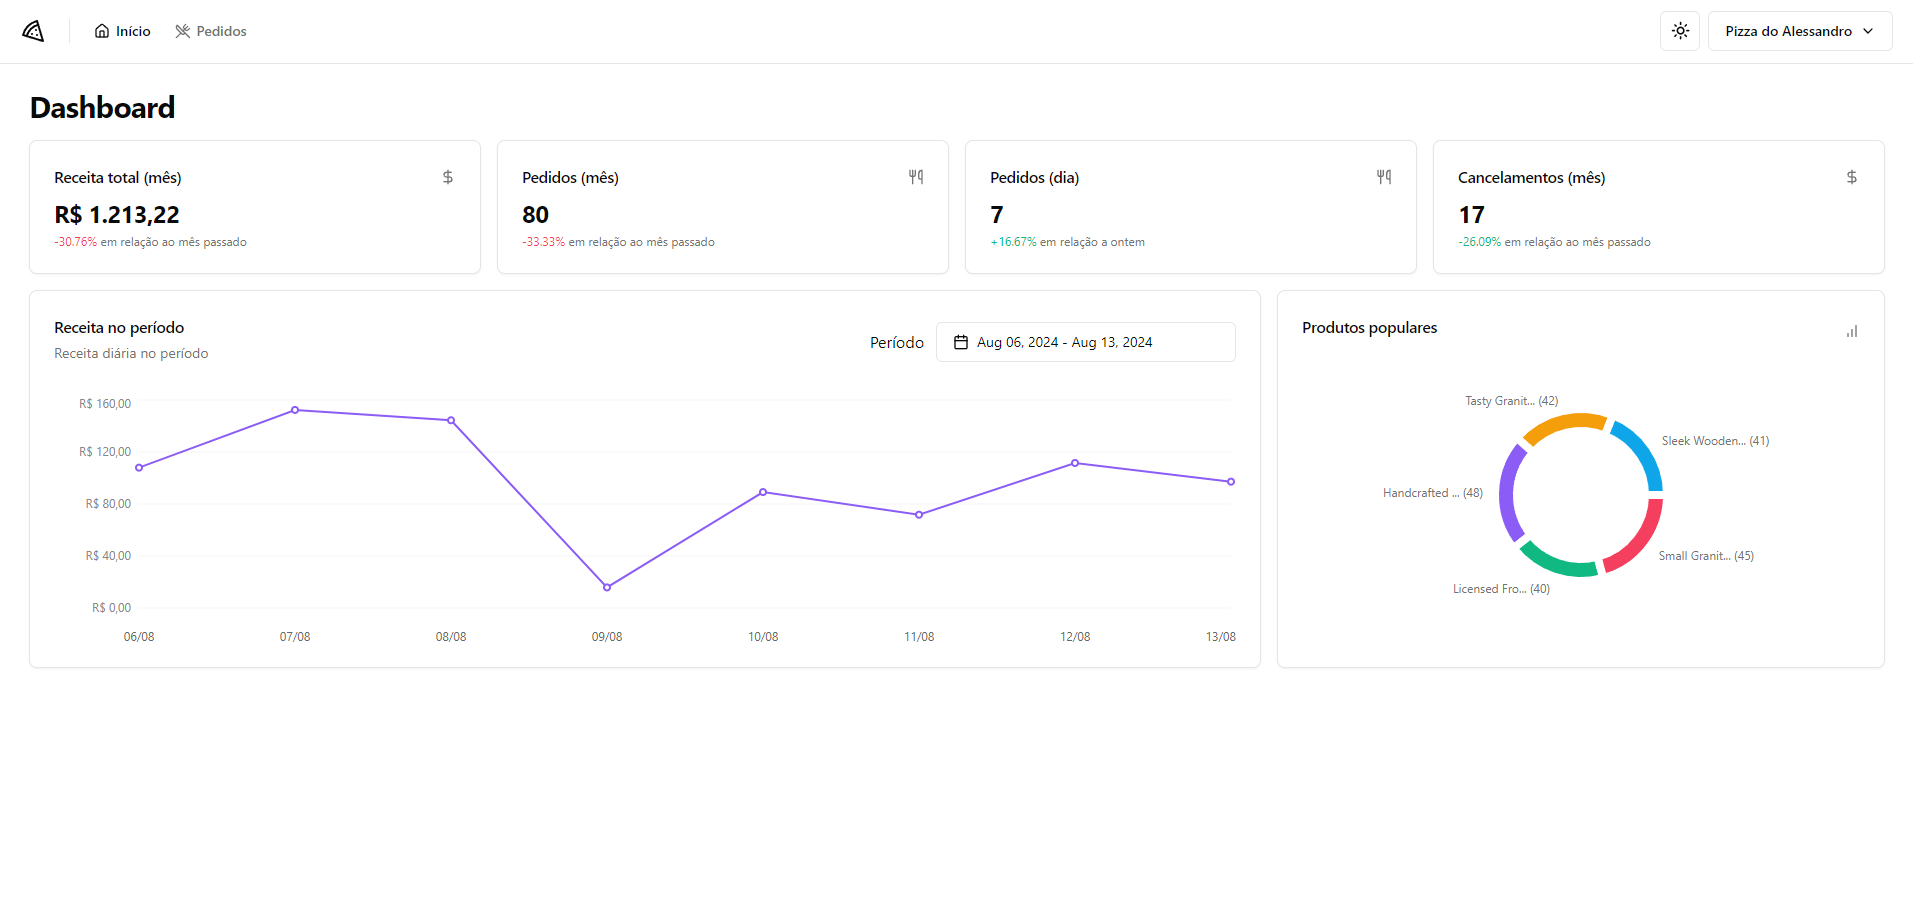 Início
Pedidos
Pizza do Alessandro
Dashboard
Receita total (mês)
R$ 1.213,22
-30.76% em relação ao mês passado
Pedidos (mês)
80
-33.33% em relação ao mês passado
Pedidos (dia)
7
+16.67% em relação a ontem
Cancelamentos (mês)
17
-26.09% em relação ao mês passado
Receita no período
Receita diária no período
Período
Aug 06, 2024 - Aug 13, 2024
R$ 160,00
R$ 120,00
R$ 80,00
R$ 40,00
R$ 0,00
06/08
07/08
08/08
09/08
10/08
11/08
12/08
13/08
Produtos populares
Tasty Granit... (42)
Sleek Wooden... (41)
Handcrafted ... (48)
Small Granit... (45)
Licensed Fro... (40)